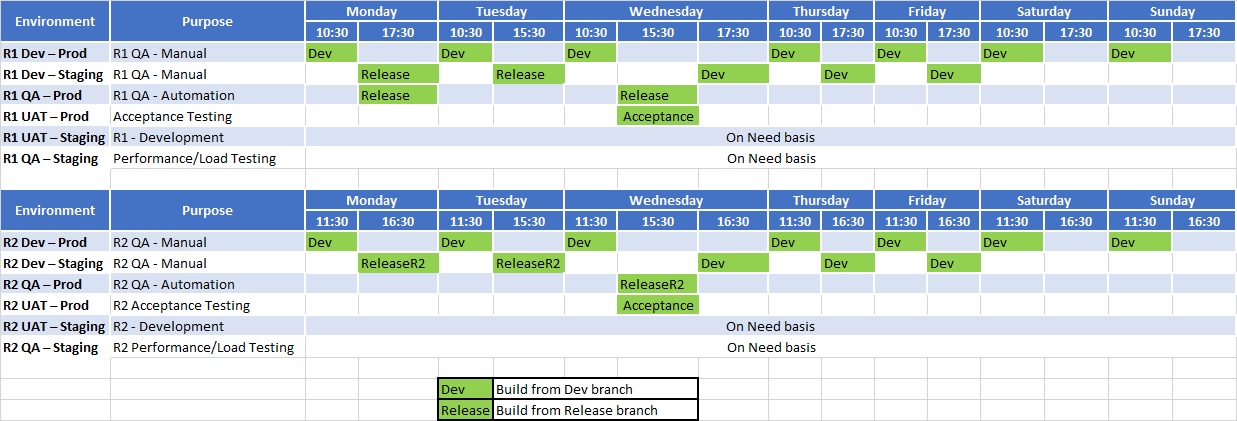 Environment Purpose Monday Tuesday Wednesday Thursday Friday Saturday Sunday
10:30 17:30 10:30 15:30 10:30 15:30 17:30 10:30 17:30 10:30 17:30 10:30 17:30 10:30 17:30
R1 Dev – Prod R1 QA - Manual Dev Dev Dev Dev Dev Dev Dev
R1 Dev – Staging R1 QA - Manual Release Release Dev Dev Dev
R1 QA – Prod R1 QA - Automation Release Release
R1 UAT – Prod Acceptance Testing Acceptance
R1 UAT – Staging R1 - Development On Need basis
R1 QA – Staging Performance/Load Testing On Need basis
Environment Purpose Monday Tuesday Wednesday Thursday Friday Saturday Sunday
11:30 16:30 11:30 15:30 11:30 15:30 16:30 11:30 16:30 11:30 16:30 11:30 16:30 11:30 16:30
R2 Dev – Prod R2 QA - Manual Dev Dev Dev Dev Dev Dev Dev
R2 Dev – Staging R2 QA - Manual ReleaseR2 ReleaseR2 Dev Dev Dev
R2 QA – Prod R2 QA - Automation ReleaseR2
R2 UAT – Prod R2 Acceptance Testing Acceptance
R2 UAT – Staging R2 - Development On Need basis
R2 QA – Staging R2 Performance/Load Testing On Need basis
Dev Build from Dev branch
Release Build from Release branch